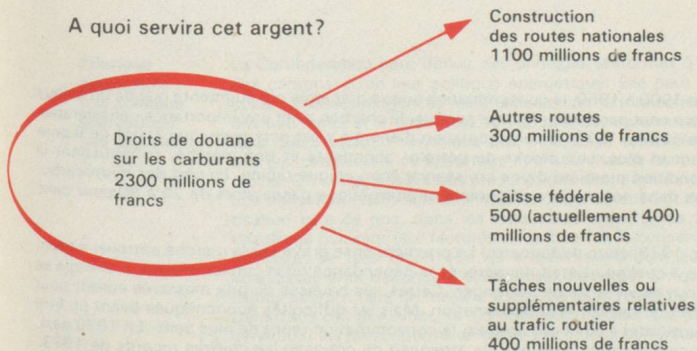 A quoi servira cet argent?
Droits de douane
sur les carburants
2300 millions de
francs
Construction
des routes nationales
1100 millions de francs
Autres routes
300 millions de francs
Caisse fédérale
500 (actuellement 400)
millions de francs
Tâches nouvelles ou
supplémentaires relatives
au trafic routier
400 millions de francs